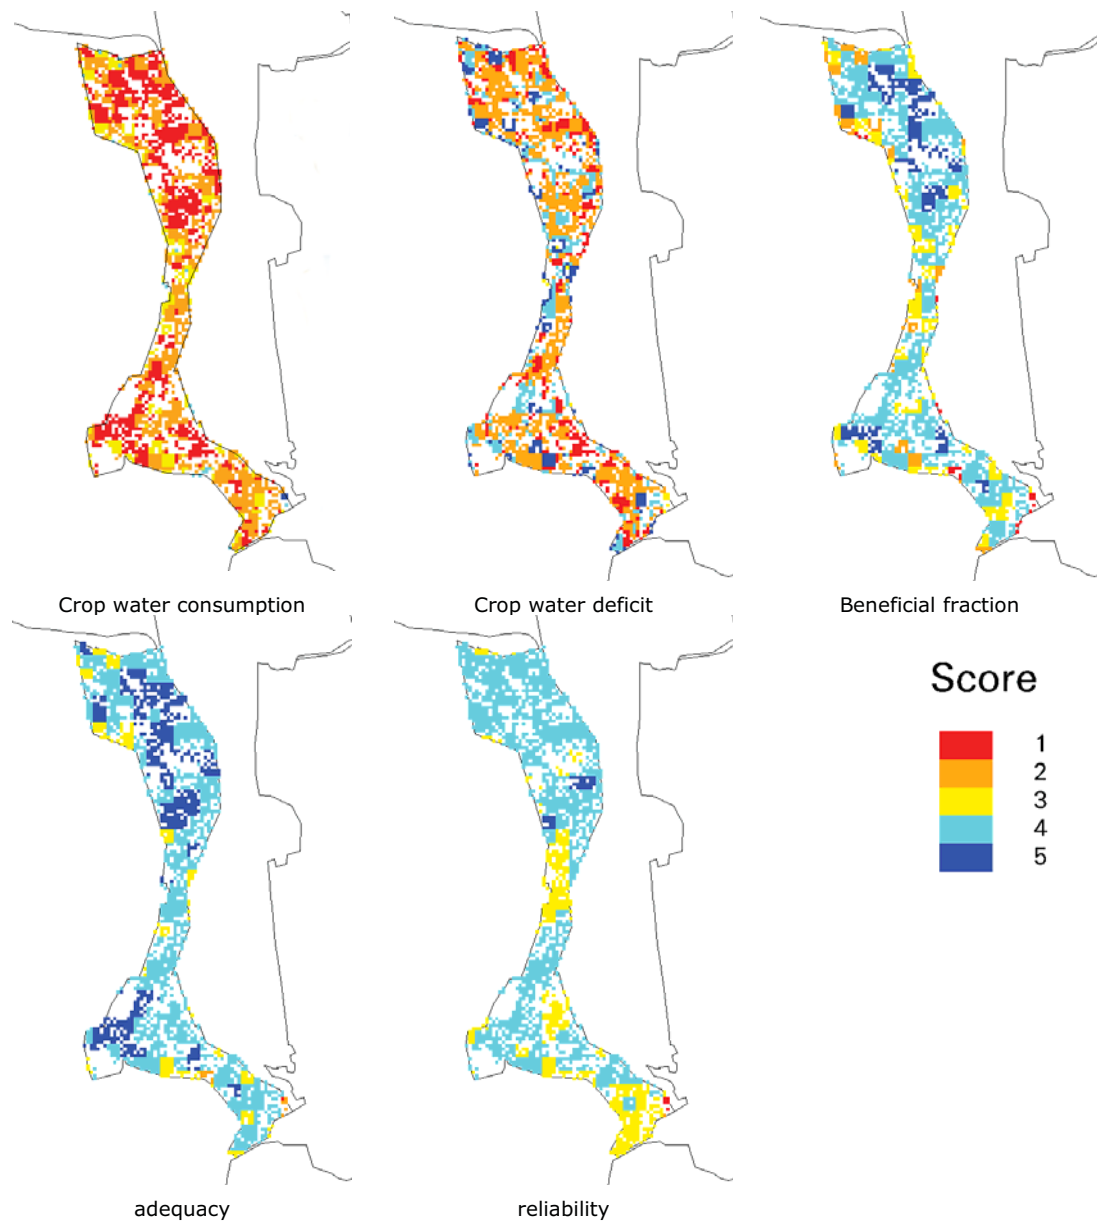 Crop water consumption
Crop water deficit
Beneficial fraction
Score
1
2
3
4
5
adequacy
reliability